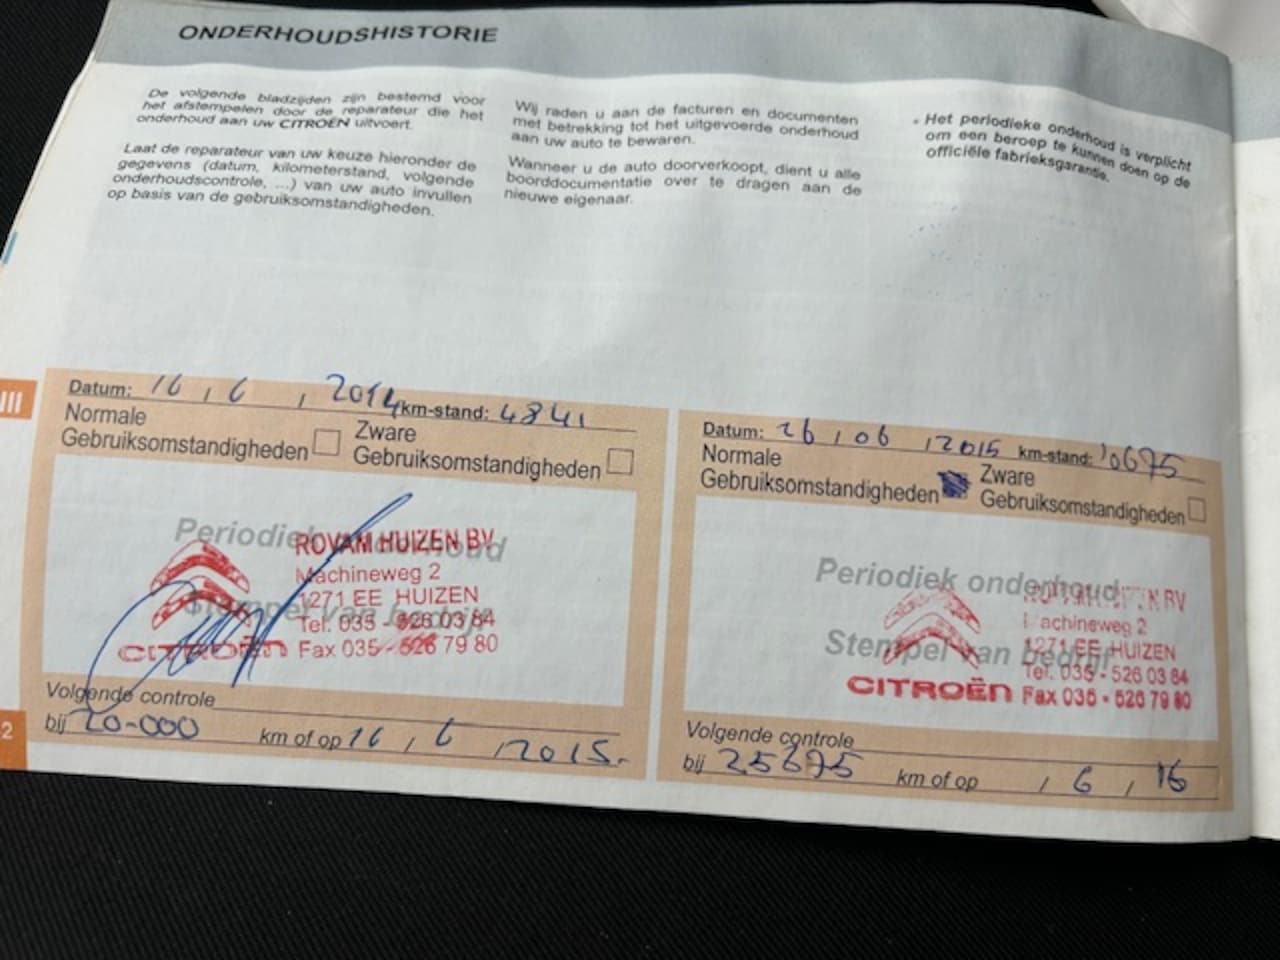 ONDERHOUDSHISTORIE
De volgende bladzijden zijn bestemd voor
het afstempelen door de reparateur die het
onderhoud aan uw CITROËN uitvoert.
Laat de reparateur van uw keuze hieronder de
gegevens (datum, kilometerstand, volgende
onderhoudscontrole, ...) van uw auto invullen
op basis van de gebruiksomstandigheden.
Wij raden u aan de facturen en documenten
met betrekking tot het uitgevoerde onderhoud
aan uw auto te bewaren.
Wanneer u de auto doorverkoopt, dient u alle
boorddocumentatie over te dragen aan de
nieuwe eigenaar.
Het periodieke onderhoud is verplicht
om een beroep te kunnen doen op de
officiële fabrieksgarantie.
III
Datum: 16 / 6 / 2014 km-stand: 4841
Normale
Gebruiksomstandigheden
Zware
Gebruiksomstandigheden
Periodiek onderhoud
Stempel van bedrijf
ROVAM HUIZEN BV
Machineweg 2
1271 EE HUIZEN
Tel. 035 - 526 03 84
Fax 035 - 526 79 80
CITROËN
Volgende controle
bij 20-000 km of op 16 / 6 / 2015.
2
Datum: 26 / 06 / 2015 km-stand: 10675
Normale
Gebruiksomstandigheden
Zware
Gebruiksomstandigheden
Periodiek onderhoud
Stempel van bedrijf
Machineweg 2
1271 EE HUIZEN
Tel. 035 - 526 03 84
CITROËN Fax 035 - 526 79 80
Volgende controle
bij 25675 km of op / 6 / 16